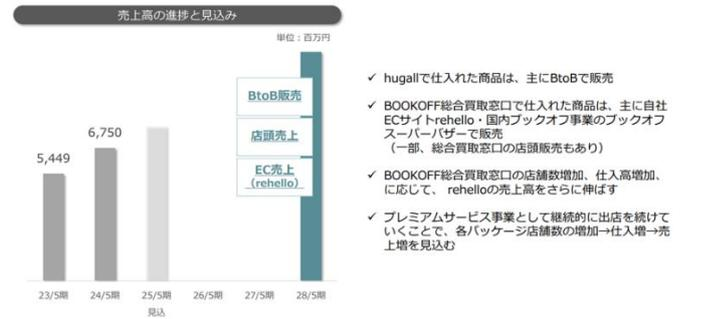 売上高の進捗と見込み
単位：百万円
BtoB販売
6,750
店頭売上
5,449
EC売上
（rehello）
23/5期 24/5期 25/5期 26/5期 27/5期 28/5期
見込
✓ hugallで仕入れた商品は、主にBtoBで販売
✓ BOOKOFF総合買取窓口で仕入れた商品は、主に自社
ECサイトrehello・国内ブックオフ事業のブックオフ
スーパーバザーで販売
（一部、総合買取窓口の店頭販売もあり）
✓ BOOKOFF総合買取窓口の店舗数増加、仕入高増加、
に応じて、 rehelloの売上高をさらに伸ばす
✓ プレミアムサービス事業として継続的に出店を続けて
いくことで、各パッケージ店舗数の増加→仕入増→売
上増を見込む